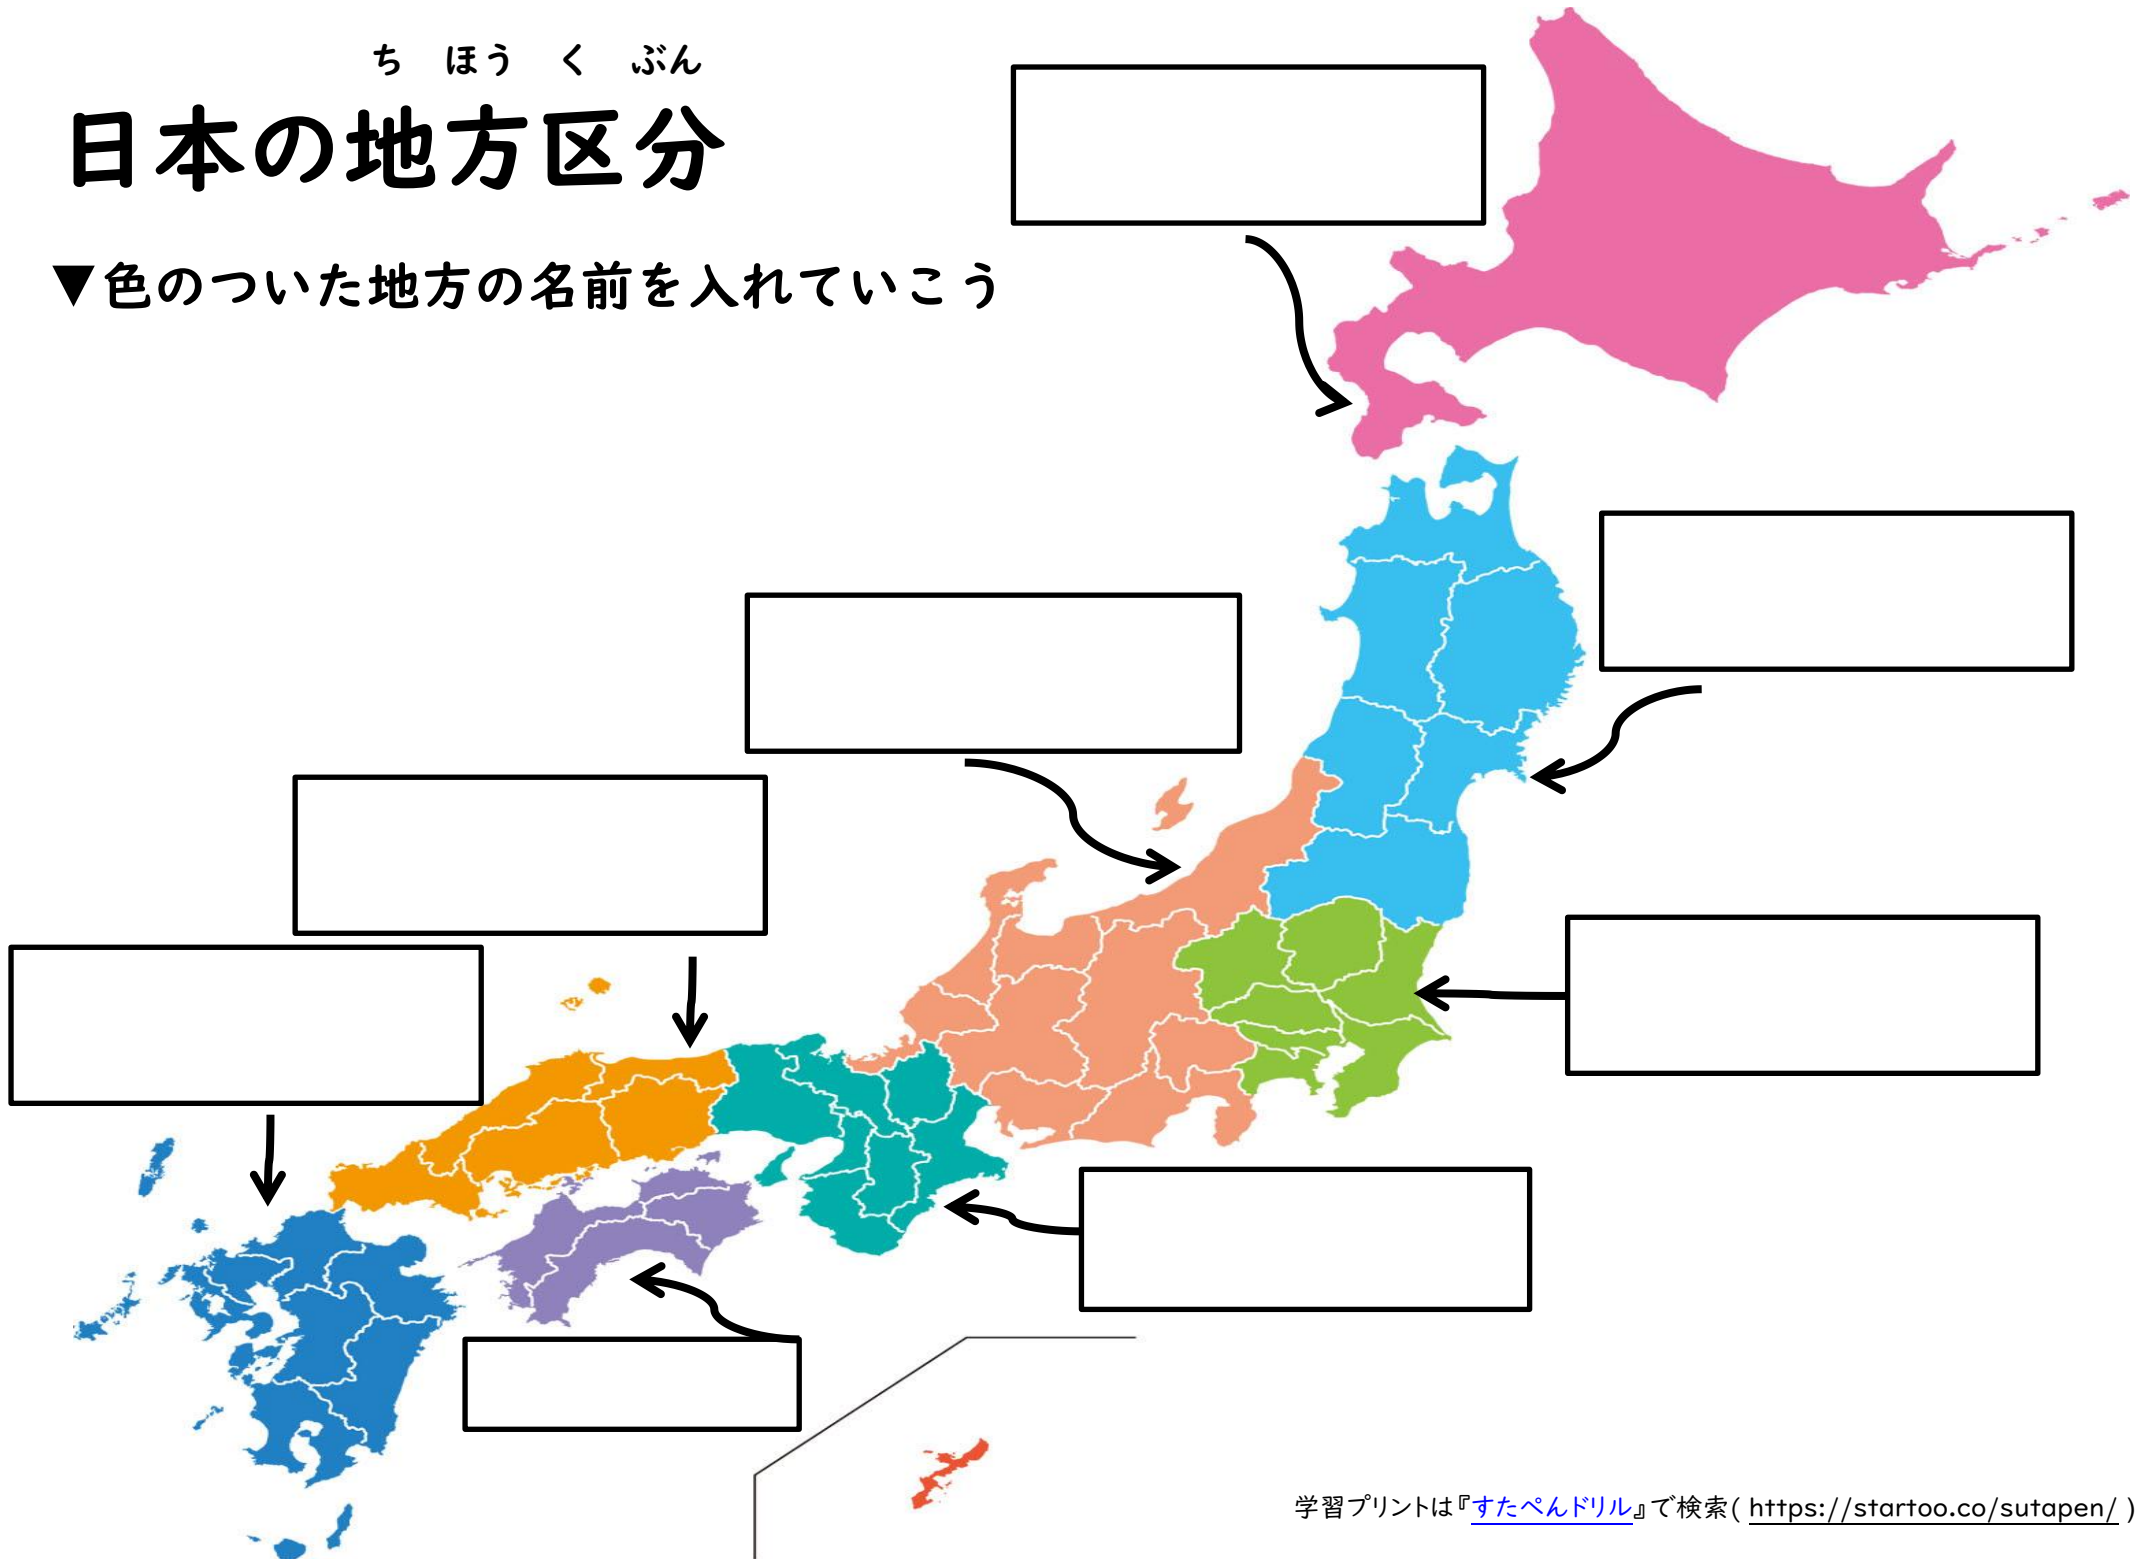 ち ほう く ぶん
日本の地方区分
▼色のついた地方の名前を入れていこう
学習プリントは『すたぺんドリル』で検索( https://startoo.co/sutapen/ )